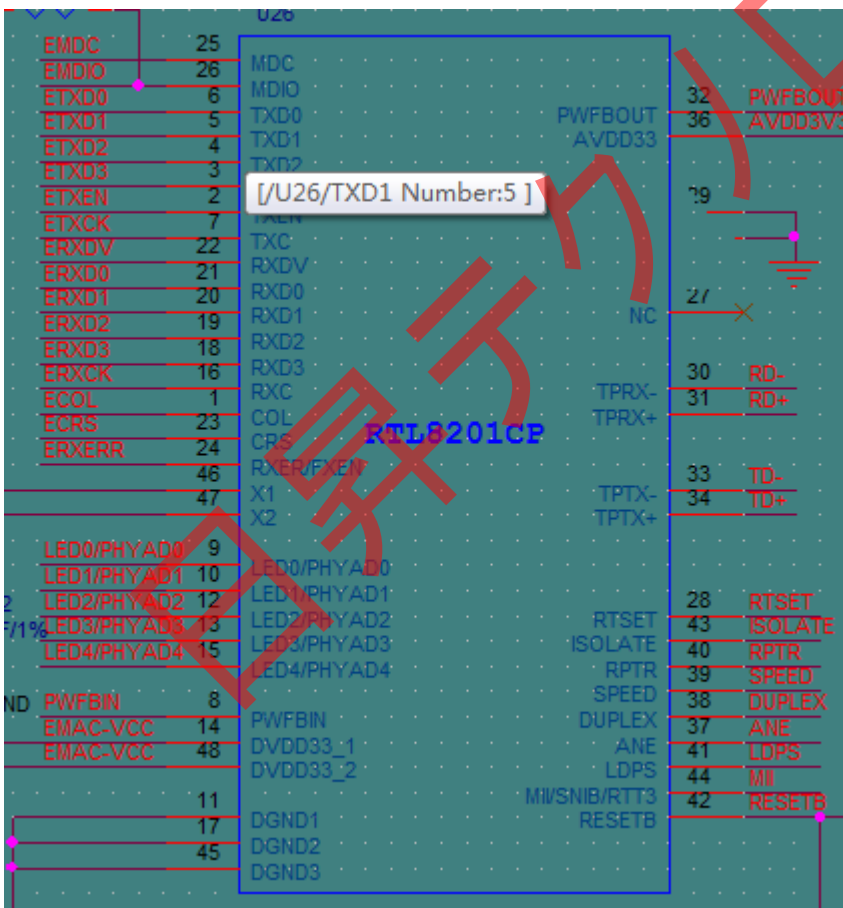 U26
EMDC 25 MDC
EMDIO 26 MDIO
ETXD0 6 TXD0 PWFBOUT 32 PWFBOUT
ETXD1 5 TXD1 AVDD33 36 AVDD3V3
ETXD2 4 TXD2
ETXD3 3
[/U26/TXD1 Number:5 ]
ETXEN 2 TXEN 29
ETXCK 7 TXC
ERXDV 22 RXDV
ERXD0 21 RXD0
ERXD1 20 RXD1 NC 27
ERXD2 19 RXD2
ERXD3 18 RXD3
ERXCK 16 RXC TPRX- 30 RD-
ECOL 1 COL TPRX+ 31 RD+
ECRS 23 CRS
RTL8201CP
ERXERR 24 RXER/FXEN
46 X1 TPTX- 33 TD-
47 X2 TPTX+ 34 TD+
LED0/PHYAD0 9 LED0/PHYAD0
LED1/PHYAD1 10 LED1/PHYAD1
LED2/PHYAD2 12 LED2/PHYAD2 RTSET 28 RTSET
F/1%
LED3/PHYAD3 13 LED3/PHYAD3 ISOLATE 43 ISOLATE
LED4/PHYAD4 15 LED4/PHYAD4 RPTR 40 RPTR
SPEED 39 SPEED
ND PWFBIN 8 PWFBIN DUPLEX 38 DUPLEX
EMAC-VCC 14 DVDD33_1 ANE 37 ANE
EMAC-VCC 48 DVDD33_2 LDPS 41 LDPS
MII/SNIB/RTT3 44 MII
11 DGND1 RESETB 42 RESETB
17 DGND2
45 DGND3
日昇テクノロ